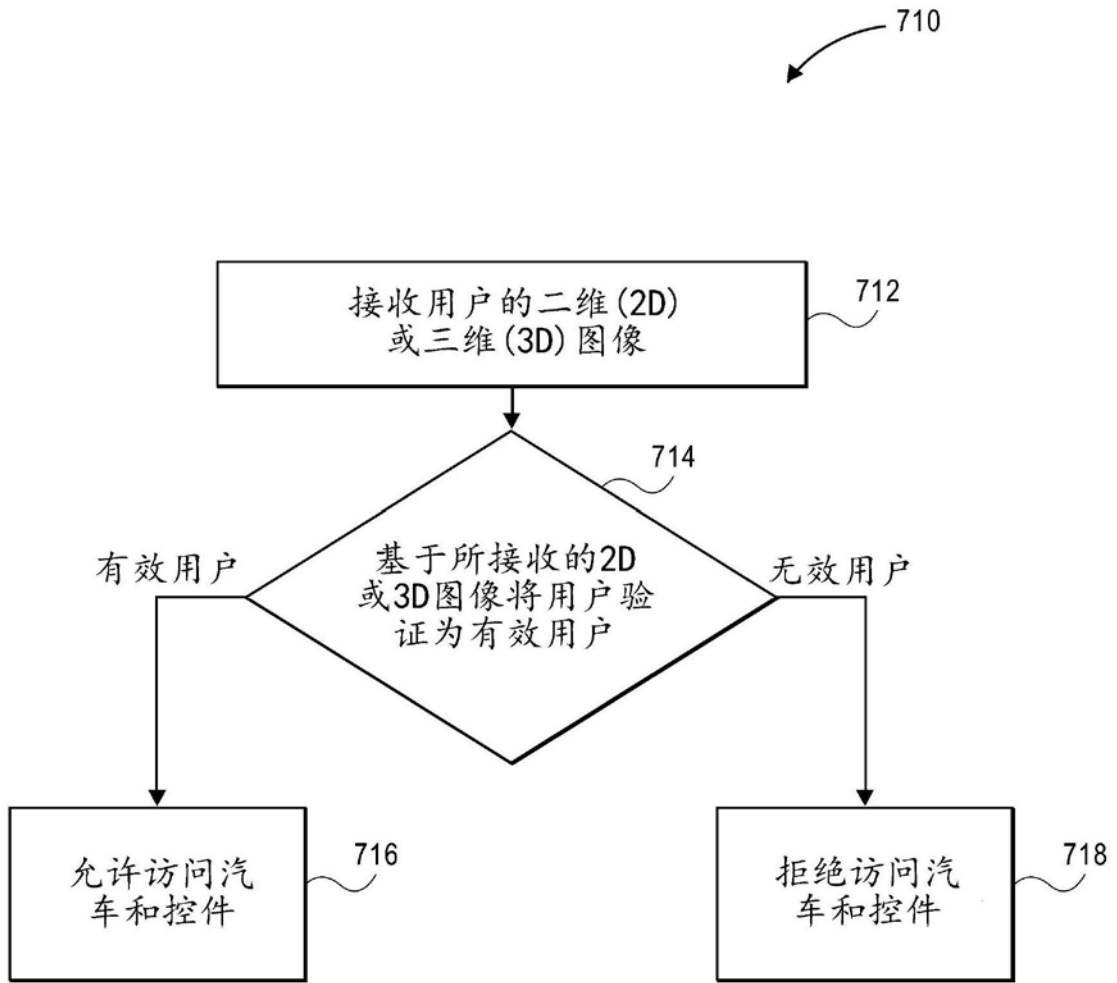 710
接收用户的二维(2D)
或三维(3D)图像
712
714
基于所接收的2D
或3D图像将用户验
证为有效用户
有效用户
无效用户
允许访问汽
车和控件
716
拒绝访问汽
车和控件
718